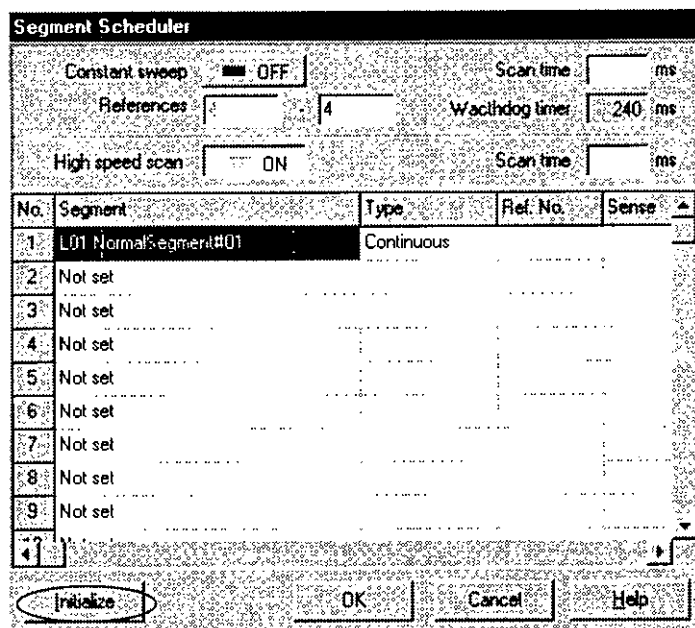 Segment Scheduler
Constant sweep OFF Scan time ms
References 4 - 4 Wacthdog timer 240 ms
High speed scan ON Scan time ms
No. Segment Type Ref. No. Sense
1 L01 NormalSegment#01 Continuous
2 Not set
3 Not set
4 Not set
5 Not set
6 Not set
7 Not set
8 Not set
9 Not set
Initialize OK Cancel Help